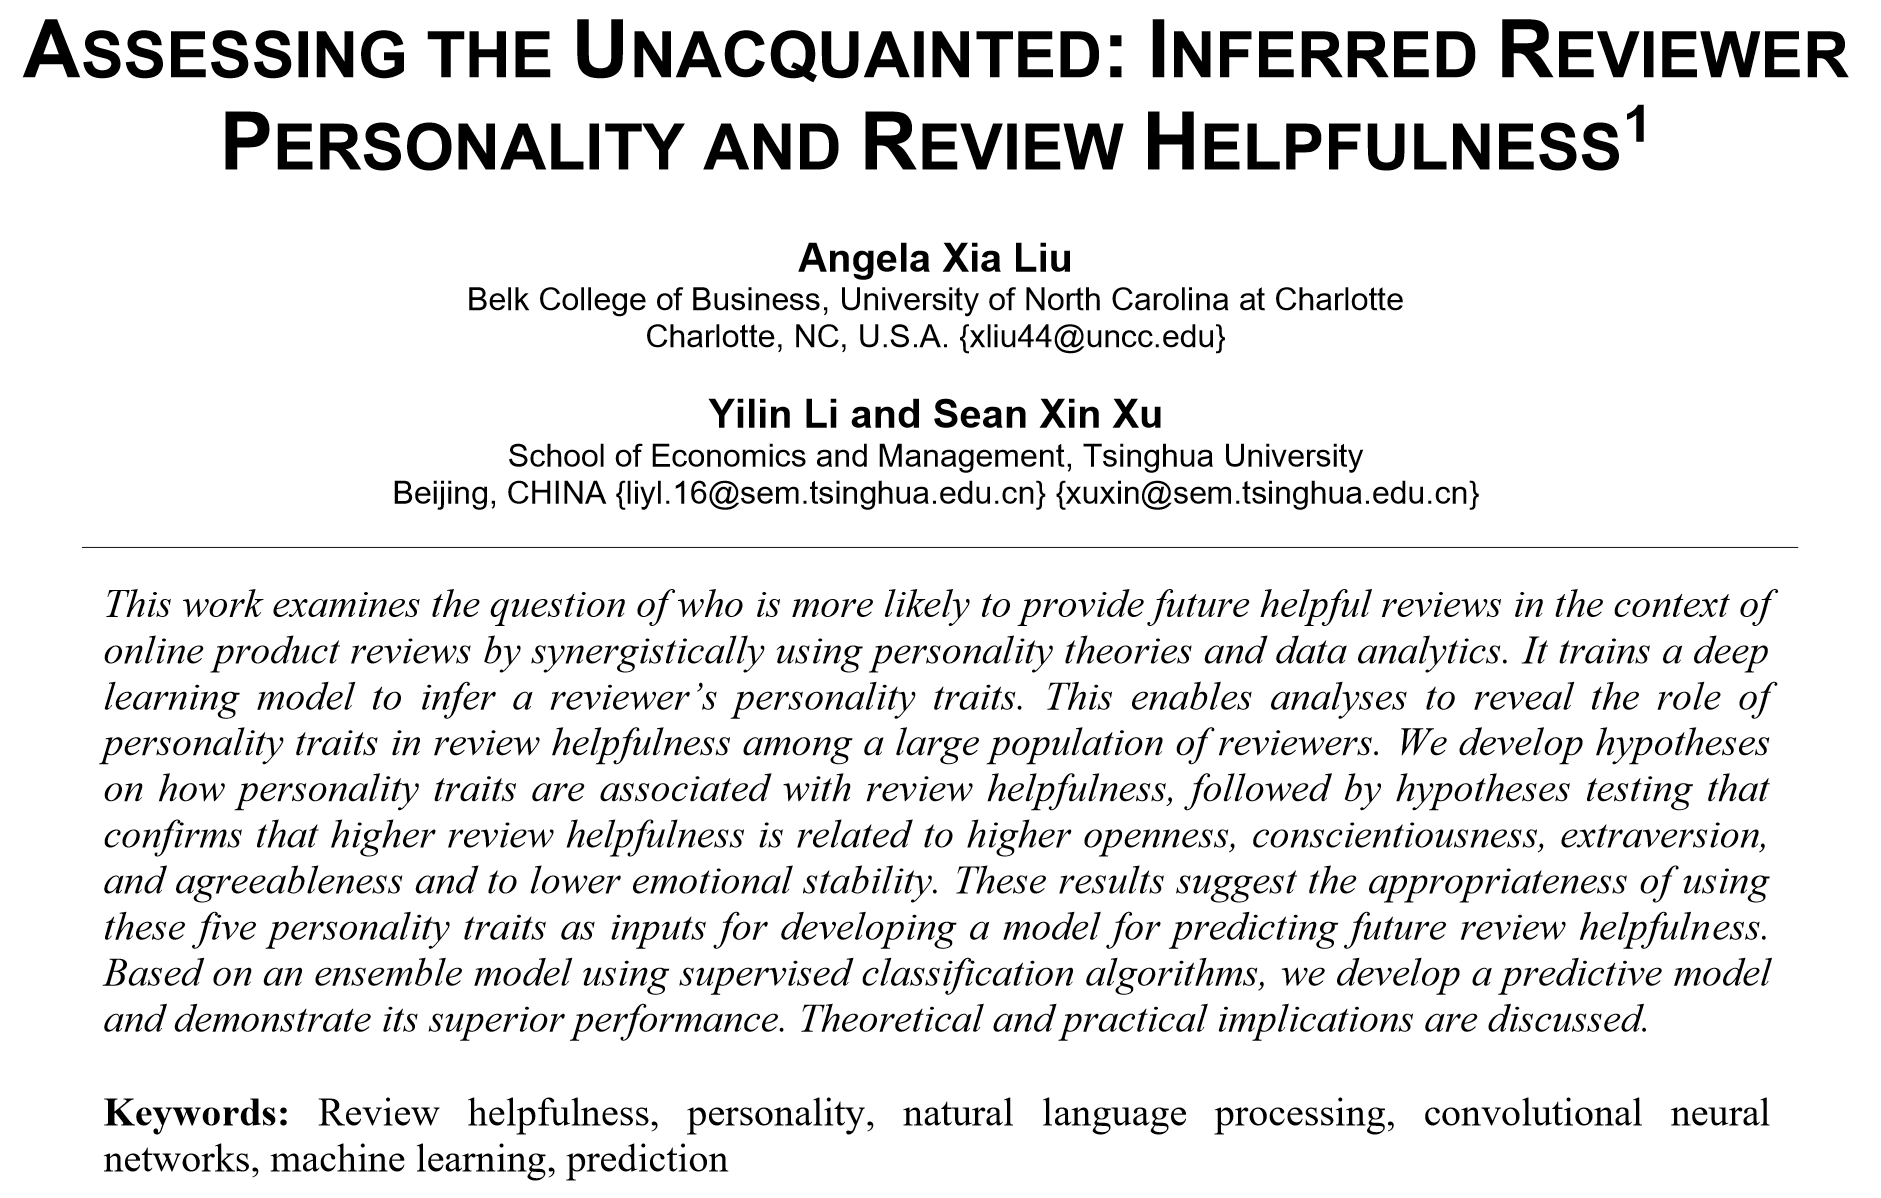 ASSESSING THE UNACQUAINTED: INFERRED REVIEWER
PERSONALITY AND REVIEW HELPFULNESS1
Angela Xia Liu
Belk College of Business, University of North Carolina at Charlotte
Charlotte, NC, U.S.A. {xliu44@uncc.edu}
Yilin Li and Sean Xin Xu
School of Economics and Management, Tsinghua University
Beijing, CHINA {liyl.16@sem.tsinghua.edu.cn} {xuxin@sem.tsinghua.edu.cn}
This work examines the question of who is more likely to provide future helpful reviews in the context of
online product reviews by synergistically using personality theories and data analytics. It trains a deep
learning model to infer a reviewer’s personality traits. This enables analyses to reveal the role of
personality traits in review helpfulness among a large population of reviewers. We develop hypotheses
on how personality traits are associated with review helpfulness, followed by hypotheses testing that
confirms that higher review helpfulness is related to higher openness, conscientiousness, extraversion,
and agreeableness and to lower emotional stability. These results suggest the appropriateness of using
these five personality traits as inputs for developing a model for predicting future review helpfulness.
Based on an ensemble model using supervised classification algorithms, we develop a predictive model
and demonstrate its superior performance. Theoretical and practical implications are discussed.
Keywords: Review helpfulness, personality, natural language processing, convolutional neural
networks, machine learning, prediction